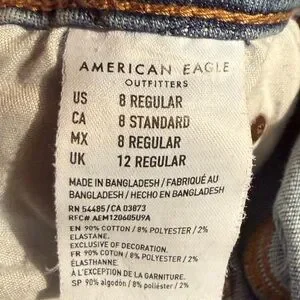 AMERICAN EAGLE
OUTFITTERS
US 8 REGULAR
CA 8 STANDARD
MX 8 REGULAR
UK 12 REGULAR
MADE IN BANGLADESH / FABRIQUÉ AU
BANGLADESH / HECHO EN BANGLADESH
RN 54485/CA 03873
RFC# AEM120605U9A
EN 90% COTTON / 8% POLYESTER / 2%
ELASTANE.
EXCLUSIVE OF DECORATION.
FR 90% COTON / 8% POLYESTER / 2%
ÉLASTHANNE.
À L'EXCEPTION DE LA GARNITURE.
SP 90% algodón / 8% poliéster / 2%